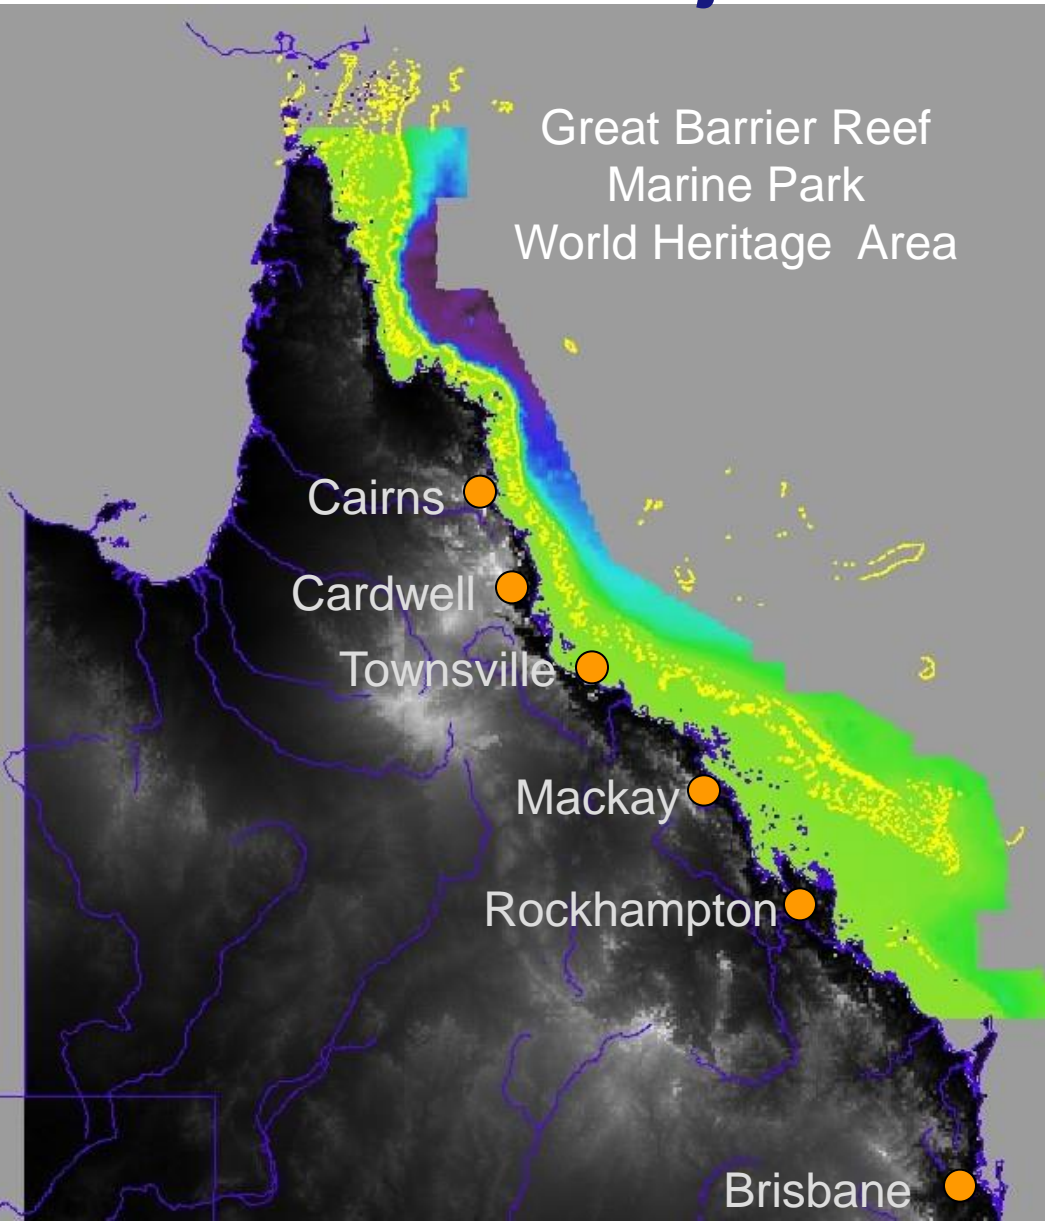 Great Barrier Reef
Marine Park
World Heritage  Area
Cairns
Cardwell
Townsville
Mackay
Rockhampton
Brisbane